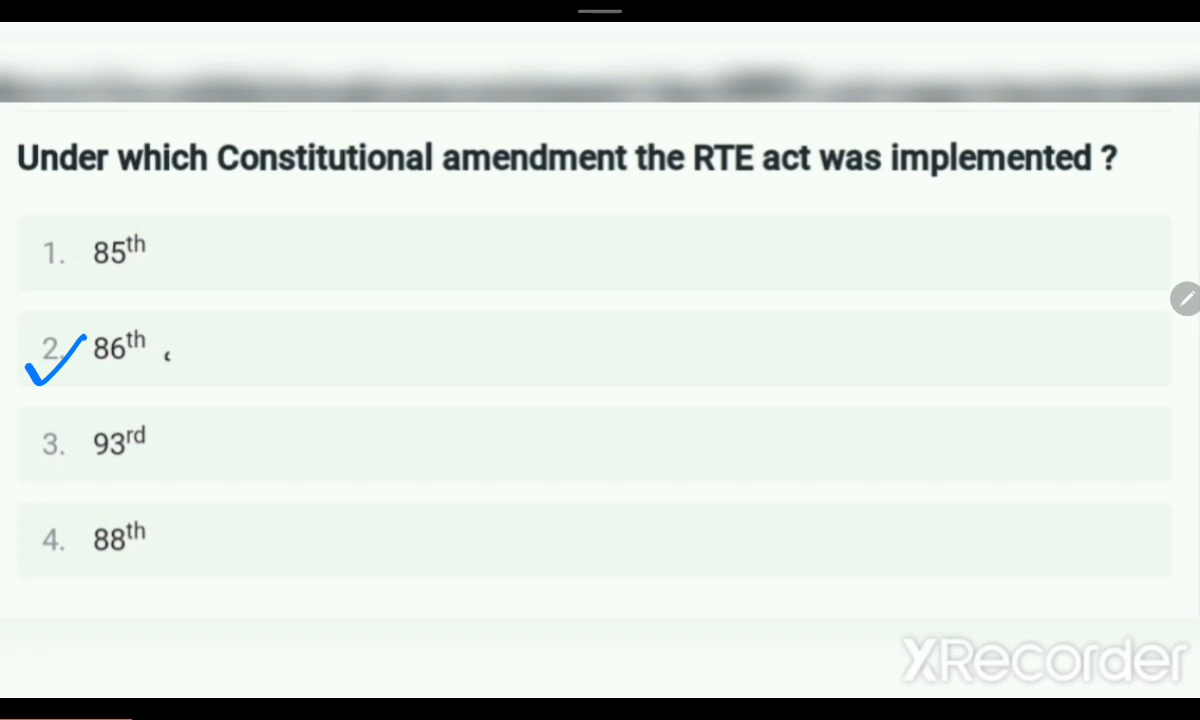 Under which Constitutional amendment the RTE act was implemented ?
1. 85th
2. 86th
3. 93rd
4. 88th
XRecorder